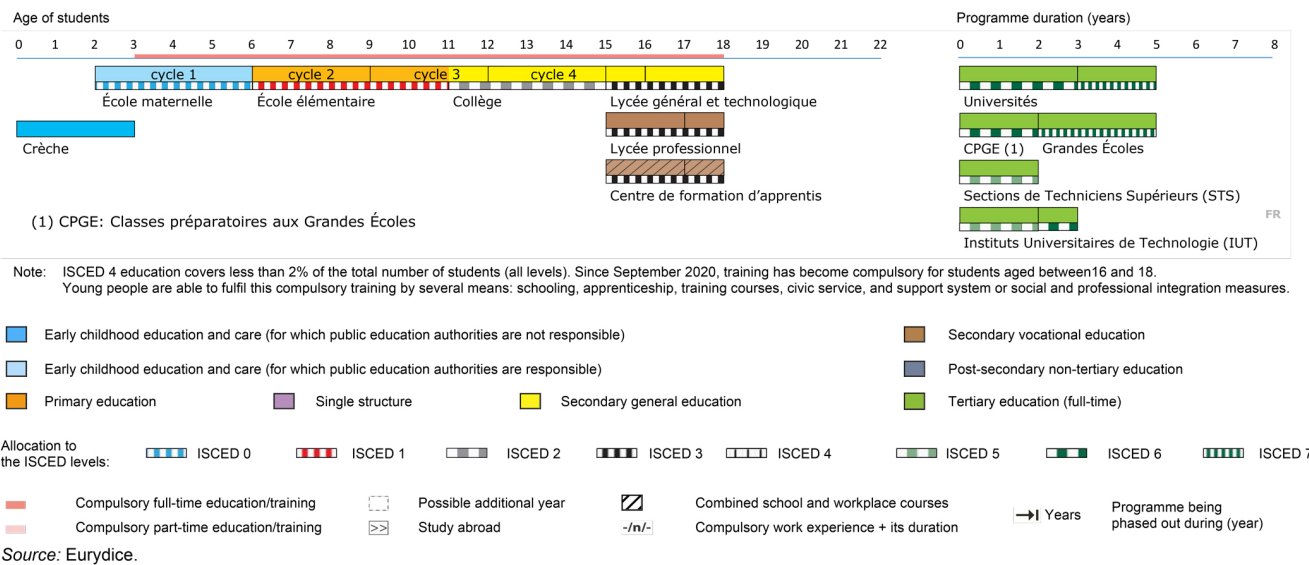 Age of students
Programme duration (years)
0 1 2 3 4 5 6 7 8 9 10 11 12 13 14 15 16 17 18 19 20 21 22
0 1 2 3 4 5 8
cycle 1 cycle 2 cycle 3 cycle 4
École maternelle École élémentaire Collège Lycée général et technologique
Universités
Crèche
Lycée professionnel
CPGE (1) Grandes Écoles
Centre de formation d'apprentis
Sections de Techniciens Supérieurs (STS)
(1) CPGE: Classes préparatoires aux Grandes Écoles
FR
Instituts Universitaires de Technologie (IUT)
Note: ISCED 4 education covers less than 2% of the total number of students (all levels). Since September 2020, training has become compulsory for students aged between16 and 18.
Young people are able to fulfil this compulsory training by several means: schooling, apprenticeship, training courses, civic service, and support system or social and professional integration measures.
Early childhood education and care (for which public education authorities are not responsible)
Secondary vocational education
Early childhood education and care (for which public education authorities are responsible)
Post-secondary non-tertiary education
Primary education Single structure Secondary general education Tertiary education (full-time)
Allocation to
the ISCED levels:
ISCED 0 ISCED 1 ISCED 2 ISCED 3 ISCED 4 ISCED 5 ISCED 6 ISCED 7
Compulsory full-time education/training
Possible additional year
Combined school and workplace courses
Years
Programme being
phased out during (year)
Compulsory part-time education/training
>> Study abroad
-/n/- Compulsory work experience + its duration
Source: Eurydice.